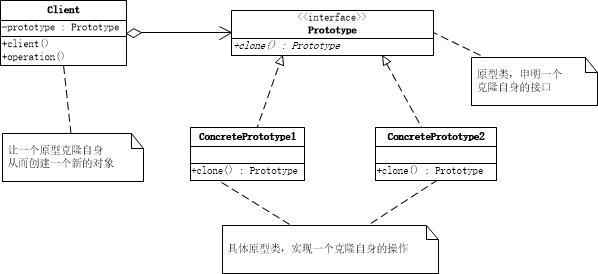 Client
-prototype : Prototype
+client()
+operation()
<<interface>>
Prototype
+clone() : Prototype
原型类，申明一个
克隆自身的接口
让一个原型克隆自身
从而创建一个新的对象
ConcretePrototype1
+clone() : Prototype
ConcretePrototype2
+clone() : Prototype
具体原型类，实现一个克隆自身的操作